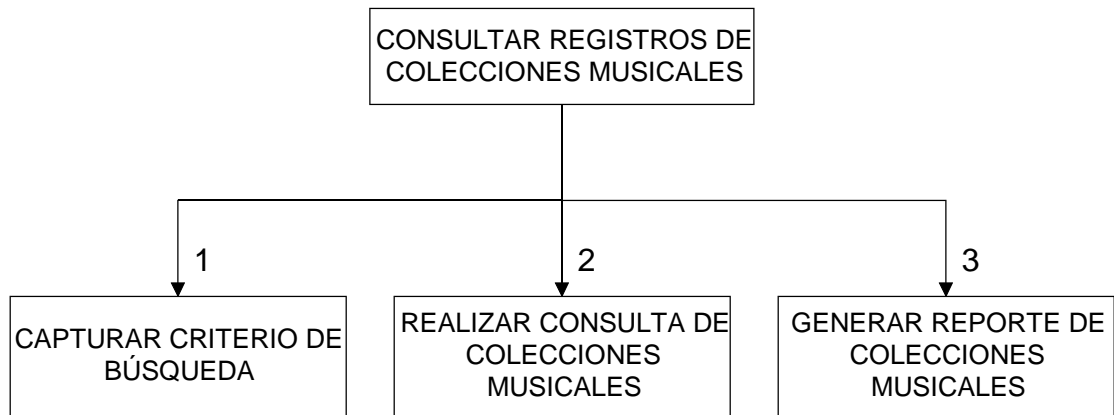 CONSULTAR REGISTROS DE
COLECCIONES MUSICALES
1
2
3
CAPTURAR CRITERIO DE
BÚSQUEDA
REALIZAR CONSULTA DE
COLECCIONES
MUSICALES
GENERAR REPORTE DE
COLECCIONES
MUSICALES